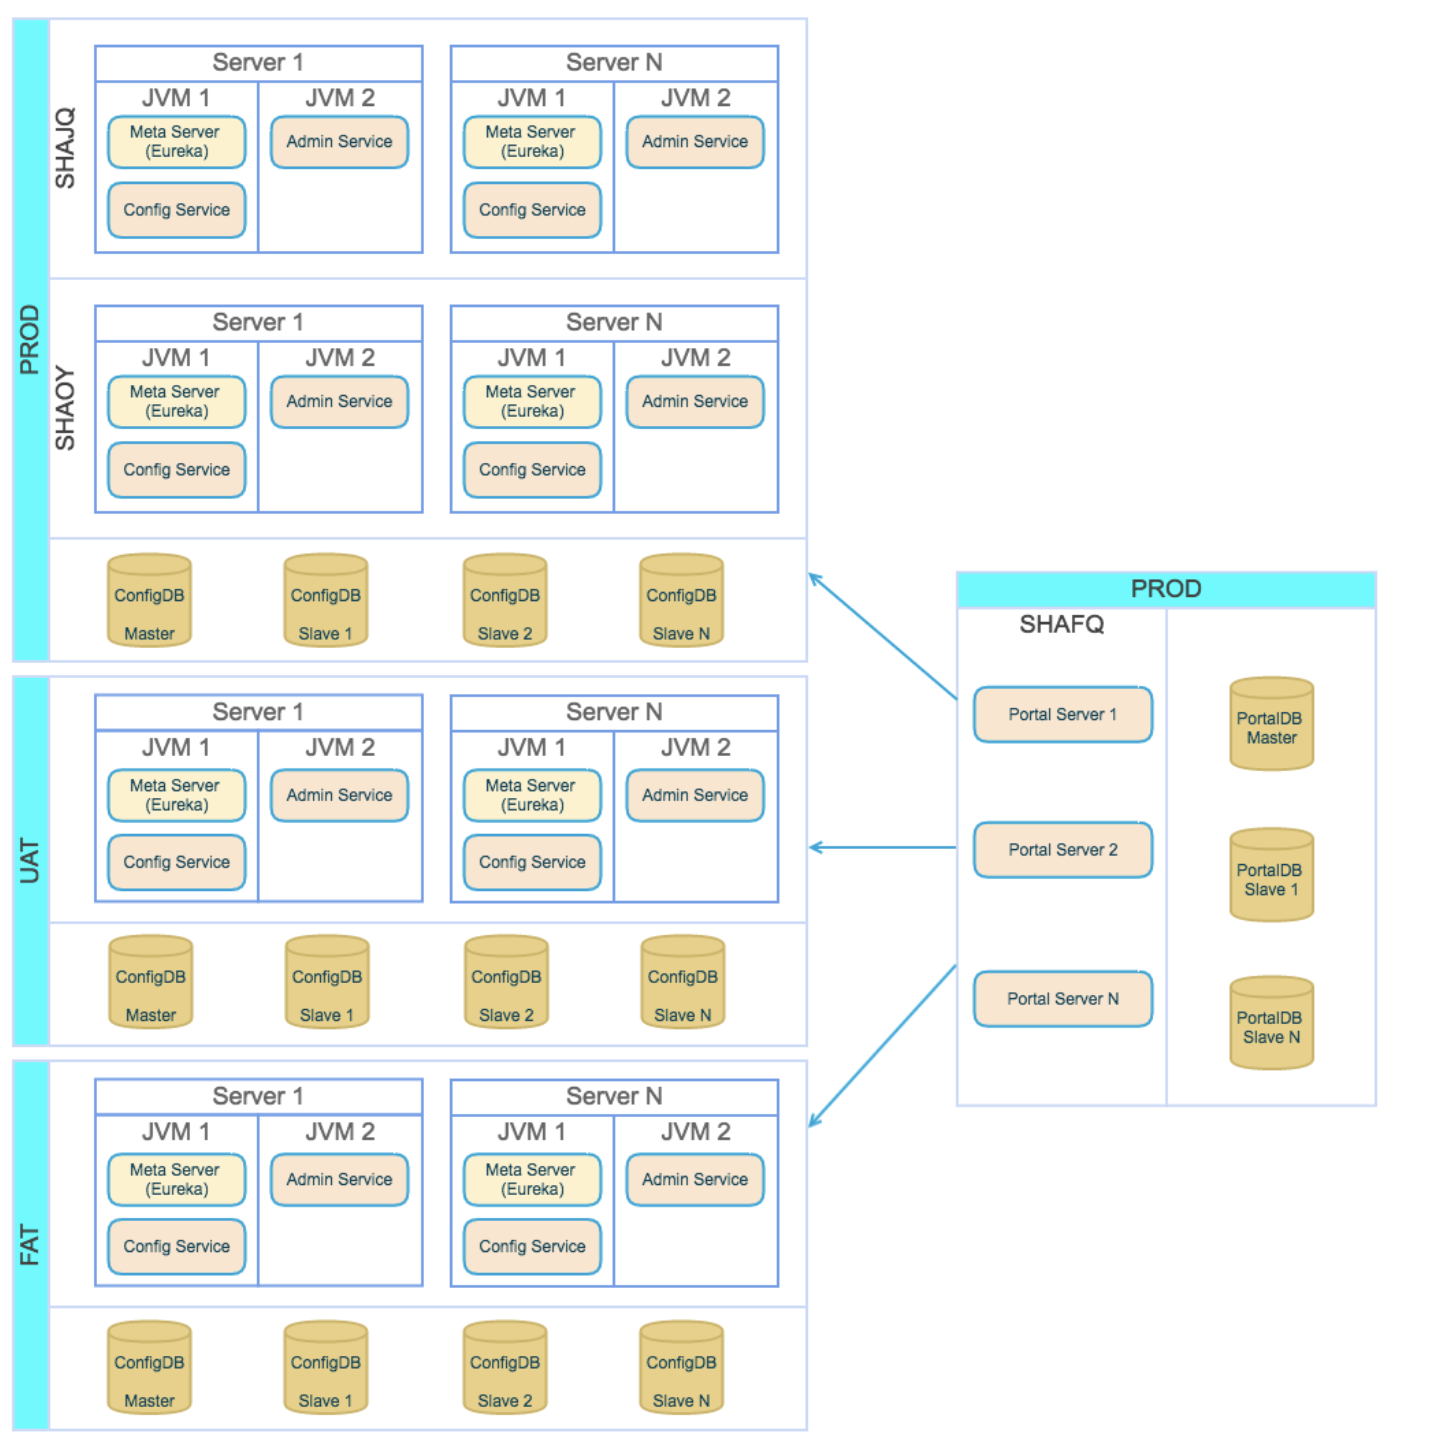 PROD
SHAJQ
Server 1
JVM 1
Meta Server
(Eureka)
Config Service
JVM 2
Admin Service
Server N
JVM 1
Meta Server
(Eureka)
Config Service
JVM 2
Admin Service
SHAOY
Server 1
JVM 1
Meta Server
(Eureka)
Config Service
JVM 2
Admin Service
Server N
JVM 1
Meta Server
(Eureka)
Config Service
JVM 2
Admin Service
ConfigDB
Master
ConfigDB
Slave 1
ConfigDB
Slave 2
ConfigDB
Slave N
UAT
Server 1
JVM 1
Meta Server
(Eureka)
Config Service
JVM 2
Admin Service
Server N
JVM 1
Meta Server
(Eureka)
Config Service
JVM 2
Admin Service
ConfigDB
Master
ConfigDB
Slave 1
ConfigDB
Slave 2
ConfigDB
Slave N
FAT
Server 1
JVM 1
Meta Server
(Eureka)
Config Service
JVM 2
Admin Service
Server N
JVM 1
Meta Server
(Eureka)
Config Service
JVM 2
Admin Service
ConfigDB
Master
ConfigDB
Slave 1
ConfigDB
Slave 2
ConfigDB
Slave N
PROD
SHAFQ
Portal Server 1
Portal Server 2
Portal Server N
PortalDB
Master
PortalDB
Slave 1
PortalDB
Slave N